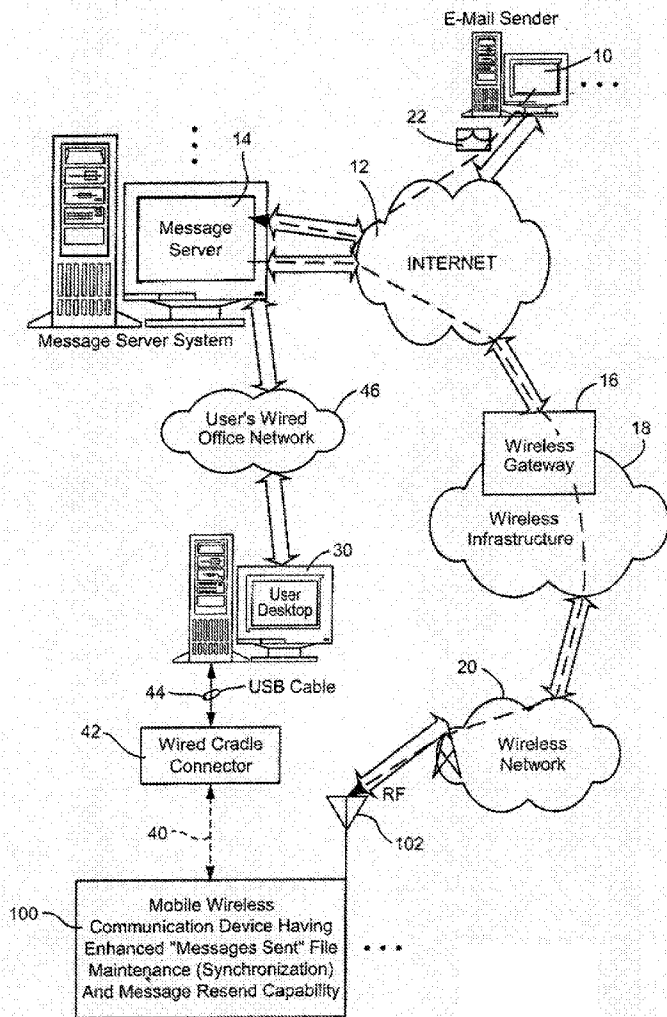 E-Mail Sender
10
22
12
14
Message
Server
INTERNET
Message Server System
46
User's Wired
Office Network
16
18
Wireless
Gateway
Wireless
Infrastructure
30
User
Desktop
44
USB Cable
20
42
Wired Cradle
Connector
Wireless
Network
RF
102
40
100
Mobile Wireless
Communication Device Having
Enhanced "Messages Sent" File
Maintenance (Synchronization)
And Message Resend Capability